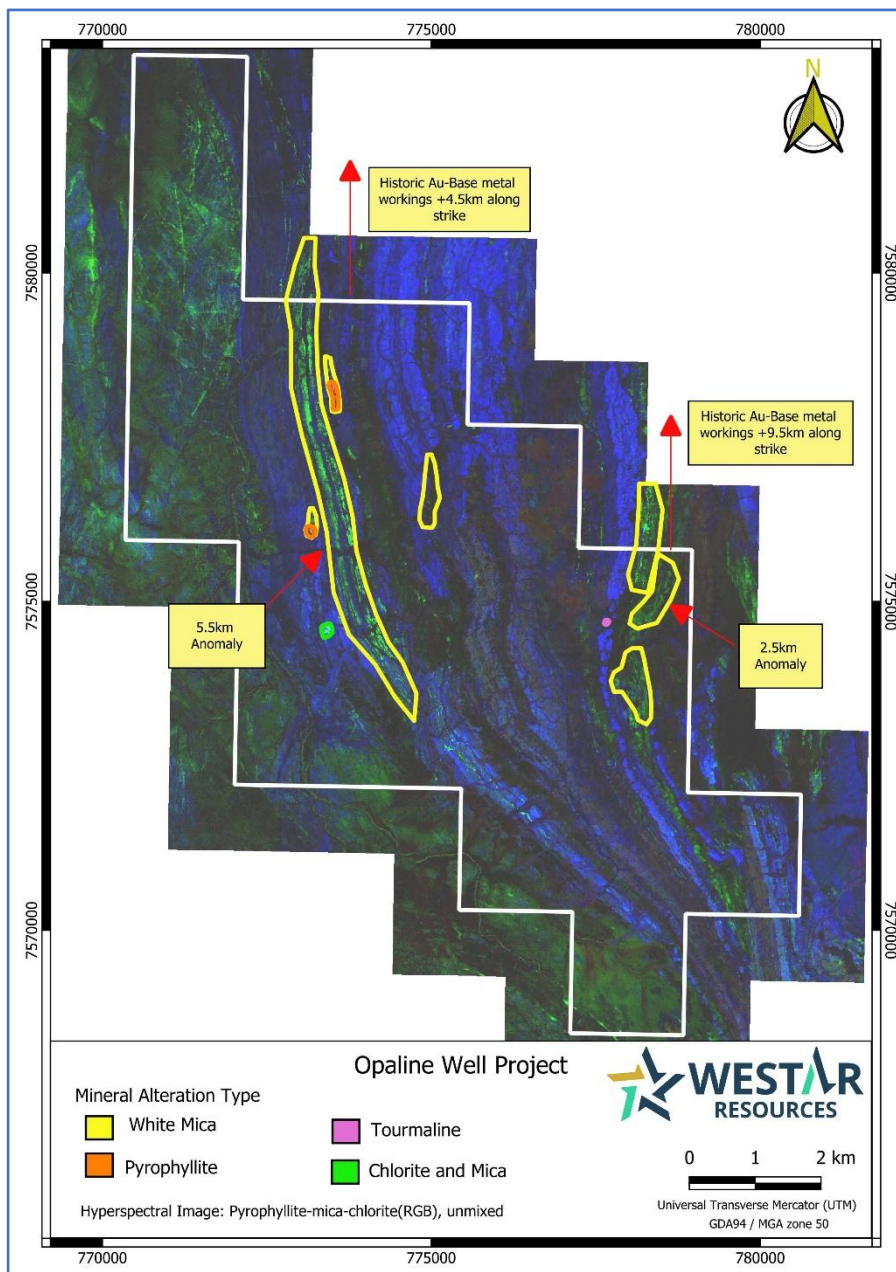 770000
775000
780000
N
Historic Au-Base metal
workings +4.5km along
strike
7580000
7580000
Historic Au-Base metal
workings +9.5km along
strike
7575000
7575000
5.5km
Anomaly
2.5km
Anomaly
7570000
7570000
Opaline Well Project
WESTAR
RESOURCES
Mineral Alteration Type
White Mica
Tourmaline
Pyrophyllite
Chlorite and Mica
0 1 2 km
Hyperspectral Image: Pyrophyllite-mica-chlorite(RGB), unmixed
Universal Transverse Mercator (UTM)
GDA94 / MGA zone 50
770000
775000
780000